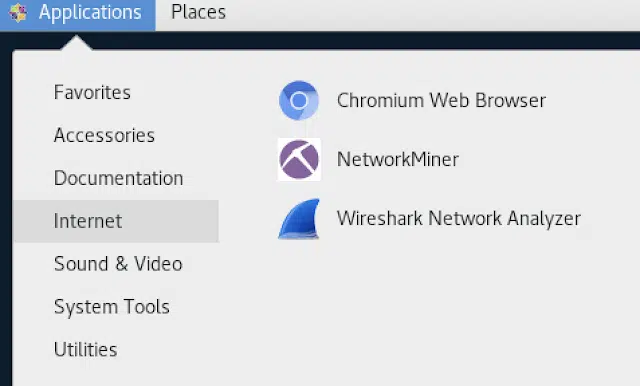 Applications Places
Favorites
Accessories
Documentation
Internet
Sound & Video
System Tools
Utilities
Chromium Web Browser
NetworkMiner
Wireshark Network Analyzer